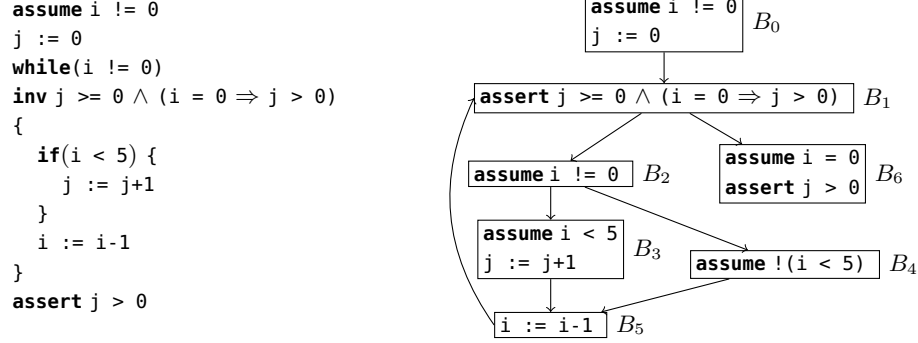 assume i != 0
j := 0
while(i != 0)
inv j >= 0 ∧ (i = 0 ⇒ j > 0)
{
if(i < 5) {
j := j+1
}
i := i-1
}
assert j > 0
assume i != 0
j := 0
B0
assert j >= 0 ∧ (i = 0 ⇒ j > 0)
B1
assume i != 0
B2
assume i = 0
assert j > 0
B6
assume i < 5
j := j+1
B3
assume !(i < 5)
B4
i := i-1
B5